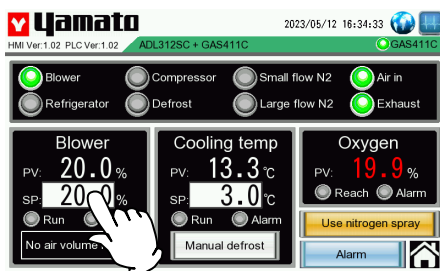 Yamato
2023/05/12 16:34:33
HMI Ver:1.02 PLC Ver:1.02
ADL312SC + GAS411C
GAS411C
Blower
Compressor
Small flow N2
Air in
Refrigerator
Defrost
Large flow N2
Exhaust
Blower
PV: 20.0 %
SP: 20.0 %
Run
No air volume
Cooling temp
PV: 13.3 ℃
SP: 3.0 ℃
Run
Alarm
Manual defrost
Oxygen
PV: 19.9 %
Reach
Alarm
Use nitrogen spray
Alarm